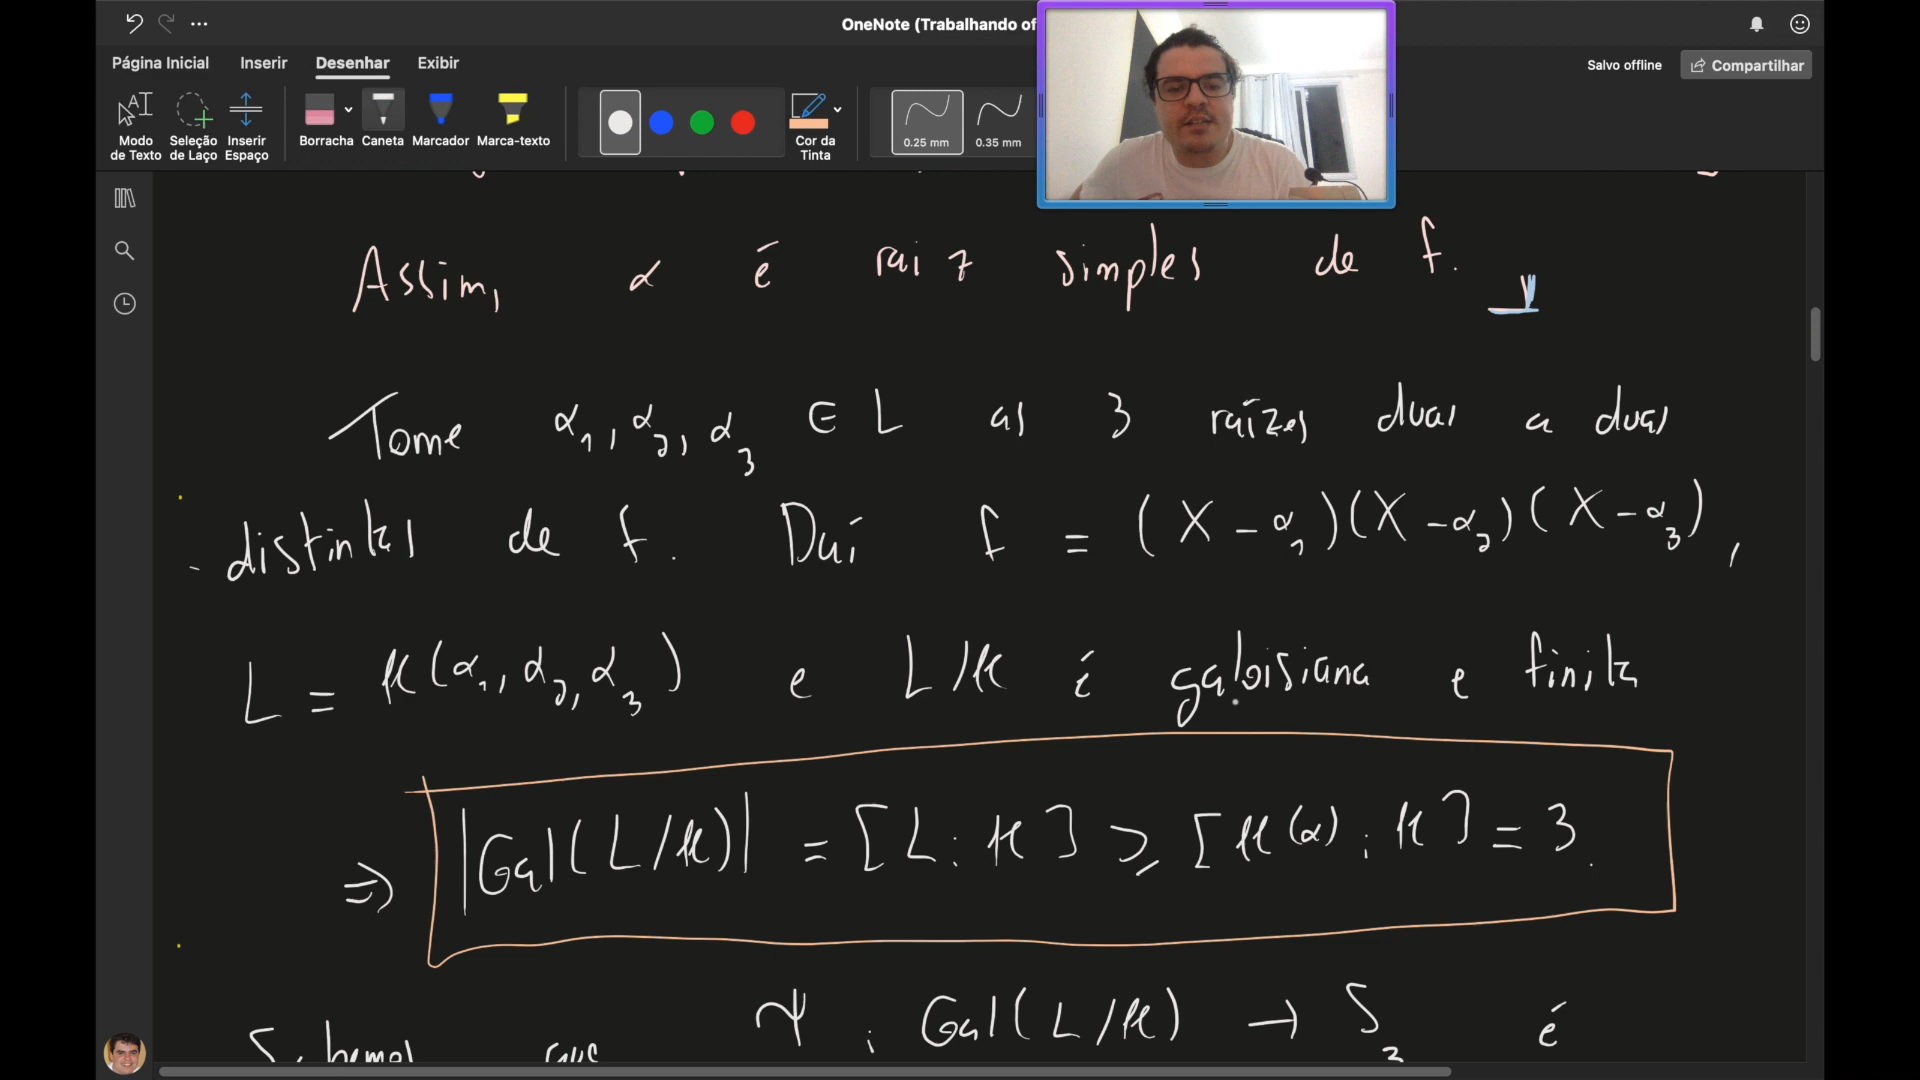 OneNote (Trabalhando of
Página Inicial Inserir Desenhar Exibir
Salvo offline Compartilhar
Modo de Texto
Seleção de Laço
Inserir Espaço
Borracha Caneta Marcador Marca-texto
Cor da Tinta
0.25 mm 0.35 mm
Assim, α é raiz simples de f.
Tome α₁, α₂, α₃ ∈ L as 3 raízes duas a duas
distintas de f. Daí f = (X - α₁)(X - α₂)(X - α₃),
L = K(α₁, α₂, α₃) e L/K é galoisiana e finita
⇒ |Gal(L/K)| = [L:K] ≥ [K(α):K] = 3.
Sabemos que Ψ: Gal(L/K) → S₃ é